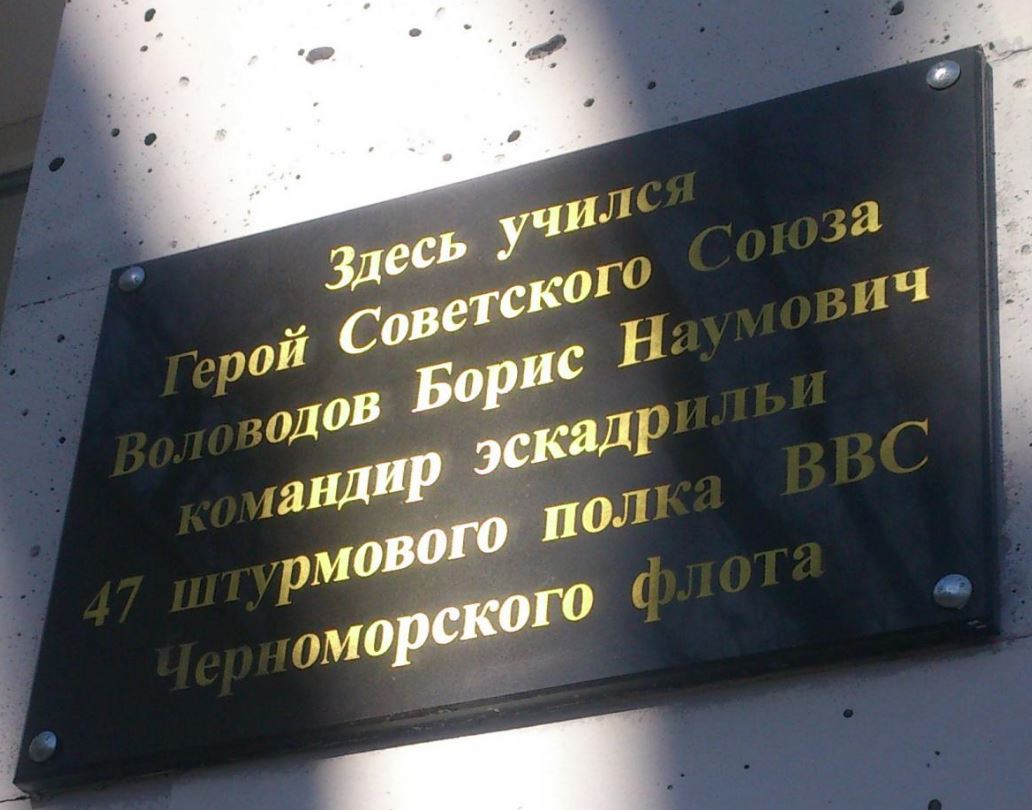 Здесь учился
Герой Советского Союза
Воловодов Борис Наумович
командир эскадрильи
47 штурмового полка ВВС
Черноморского флота